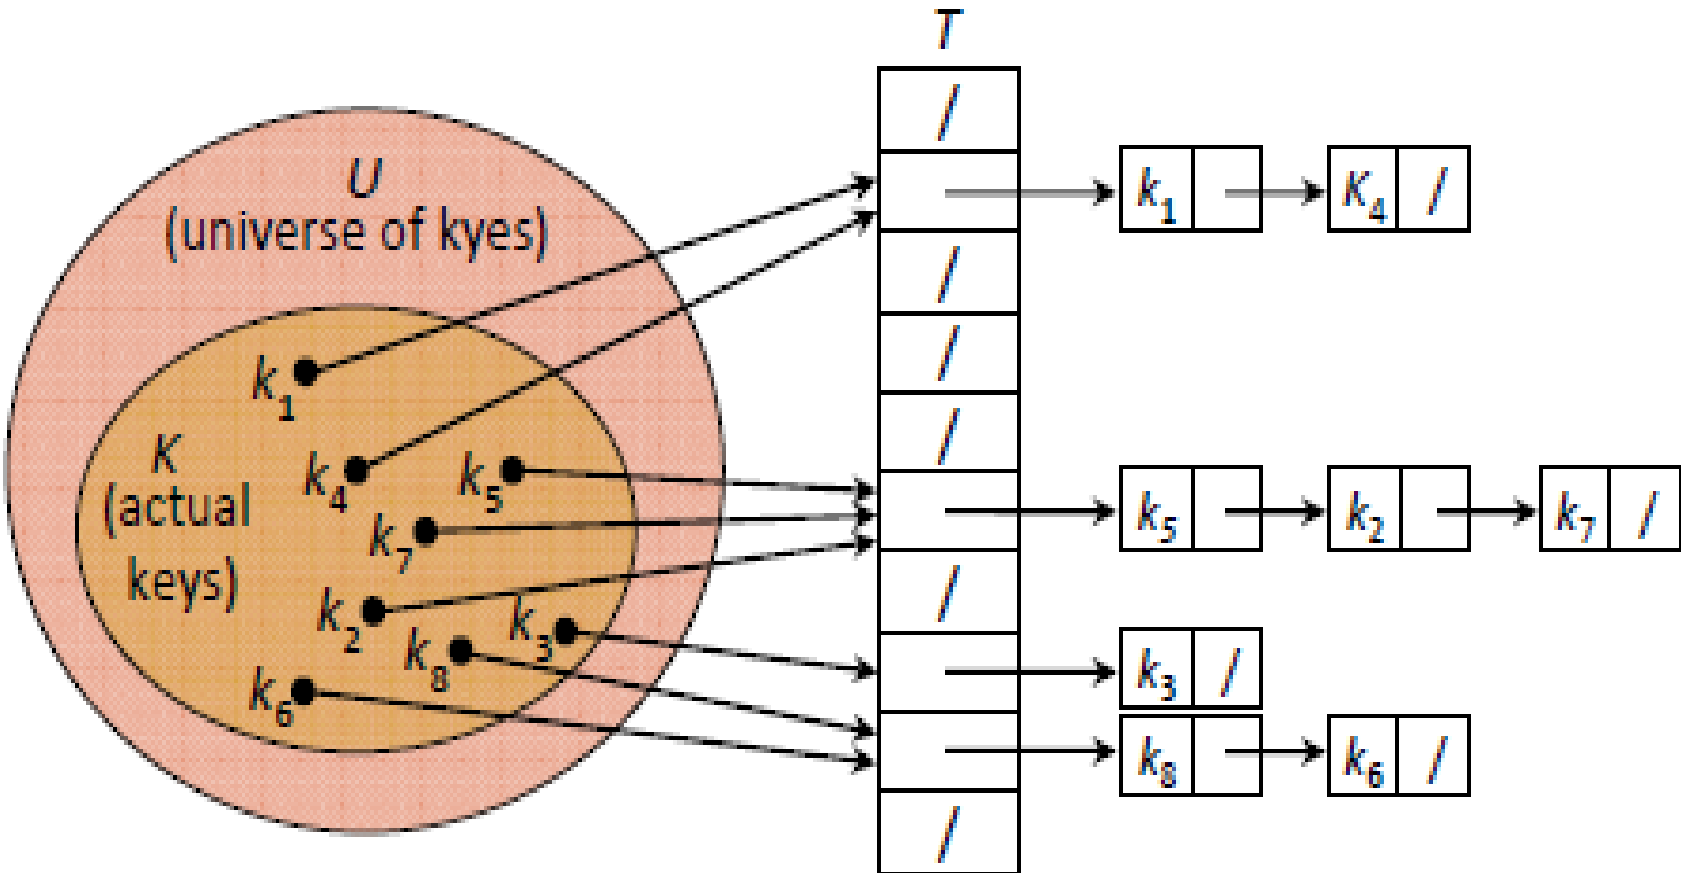 T
/
U
(universe of kyes)
k1 K4 /
/
/
k1
/
K
(actual
keys)
k4
k5
k7
k5 k2 k7 /
k2
k3
/
k8
k3 /
k6
k8 k6 /
/